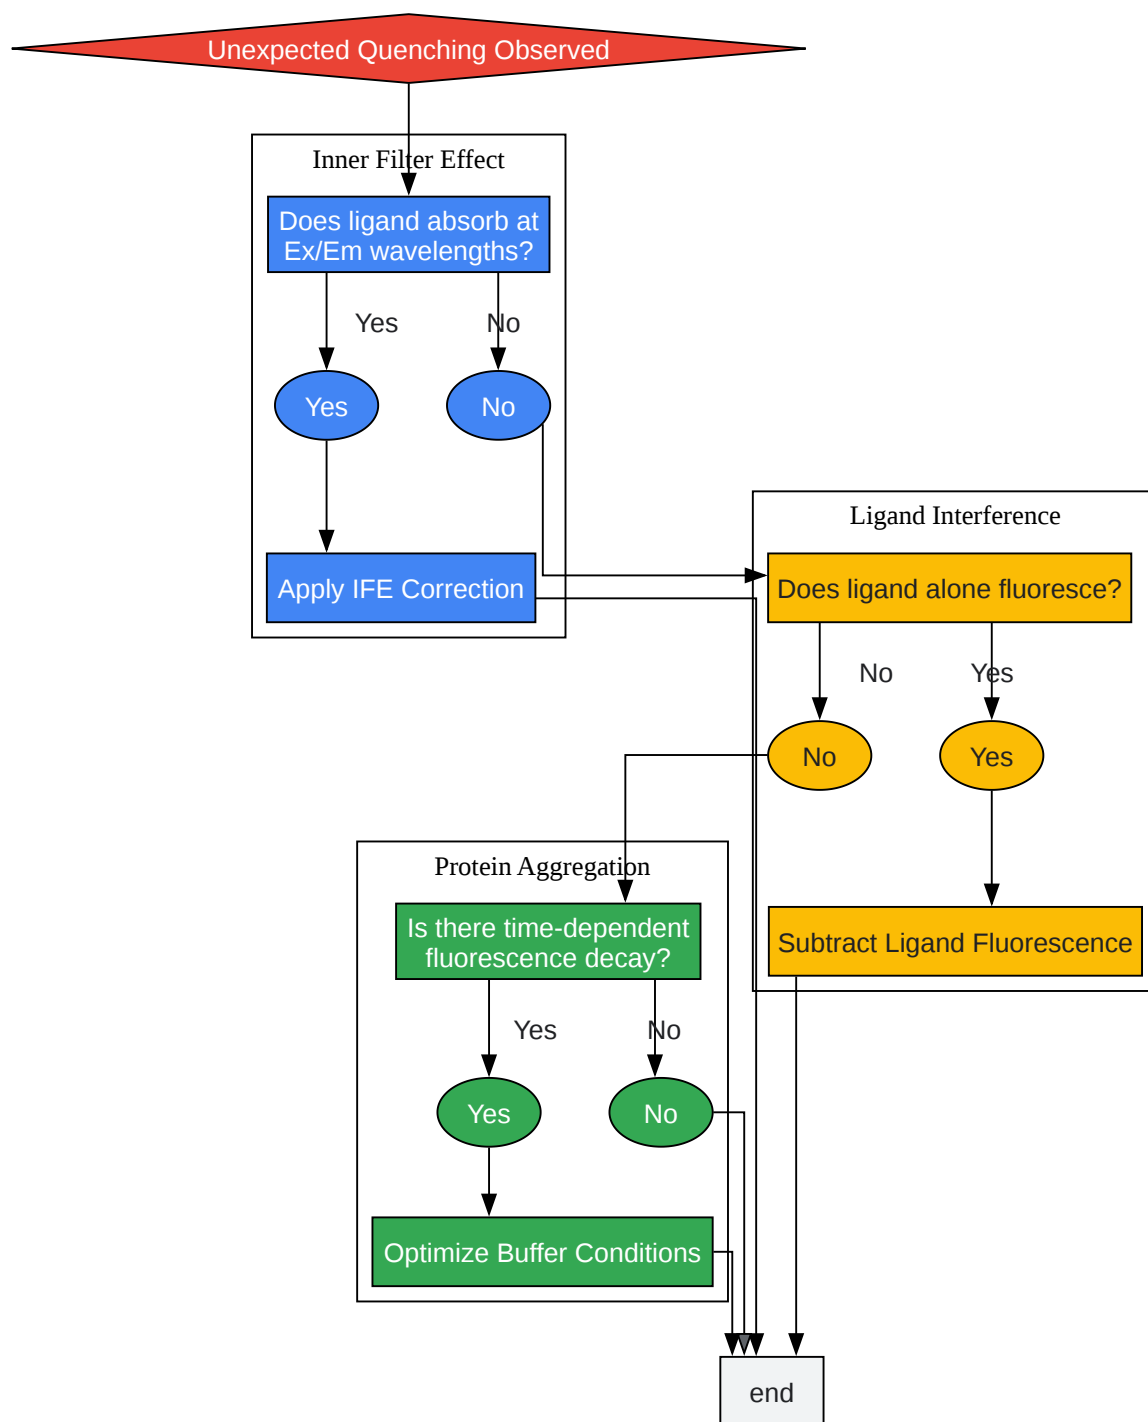 Unexpected Quenching Observed
Inner Filter Effect
Does ligand absorb at
Ex/Em wavelengths?
Yes
No
Yes
No
Apply IFE Correction
Ligand Interference
Does ligand alone fluoresce?
No
Yes
No
Yes
Subtract Ligand Fluorescence
Protein Aggregation
Is there time-dependent
fluorescence decay?
Yes
No
Yes
No
Optimize Buffer Conditions
end